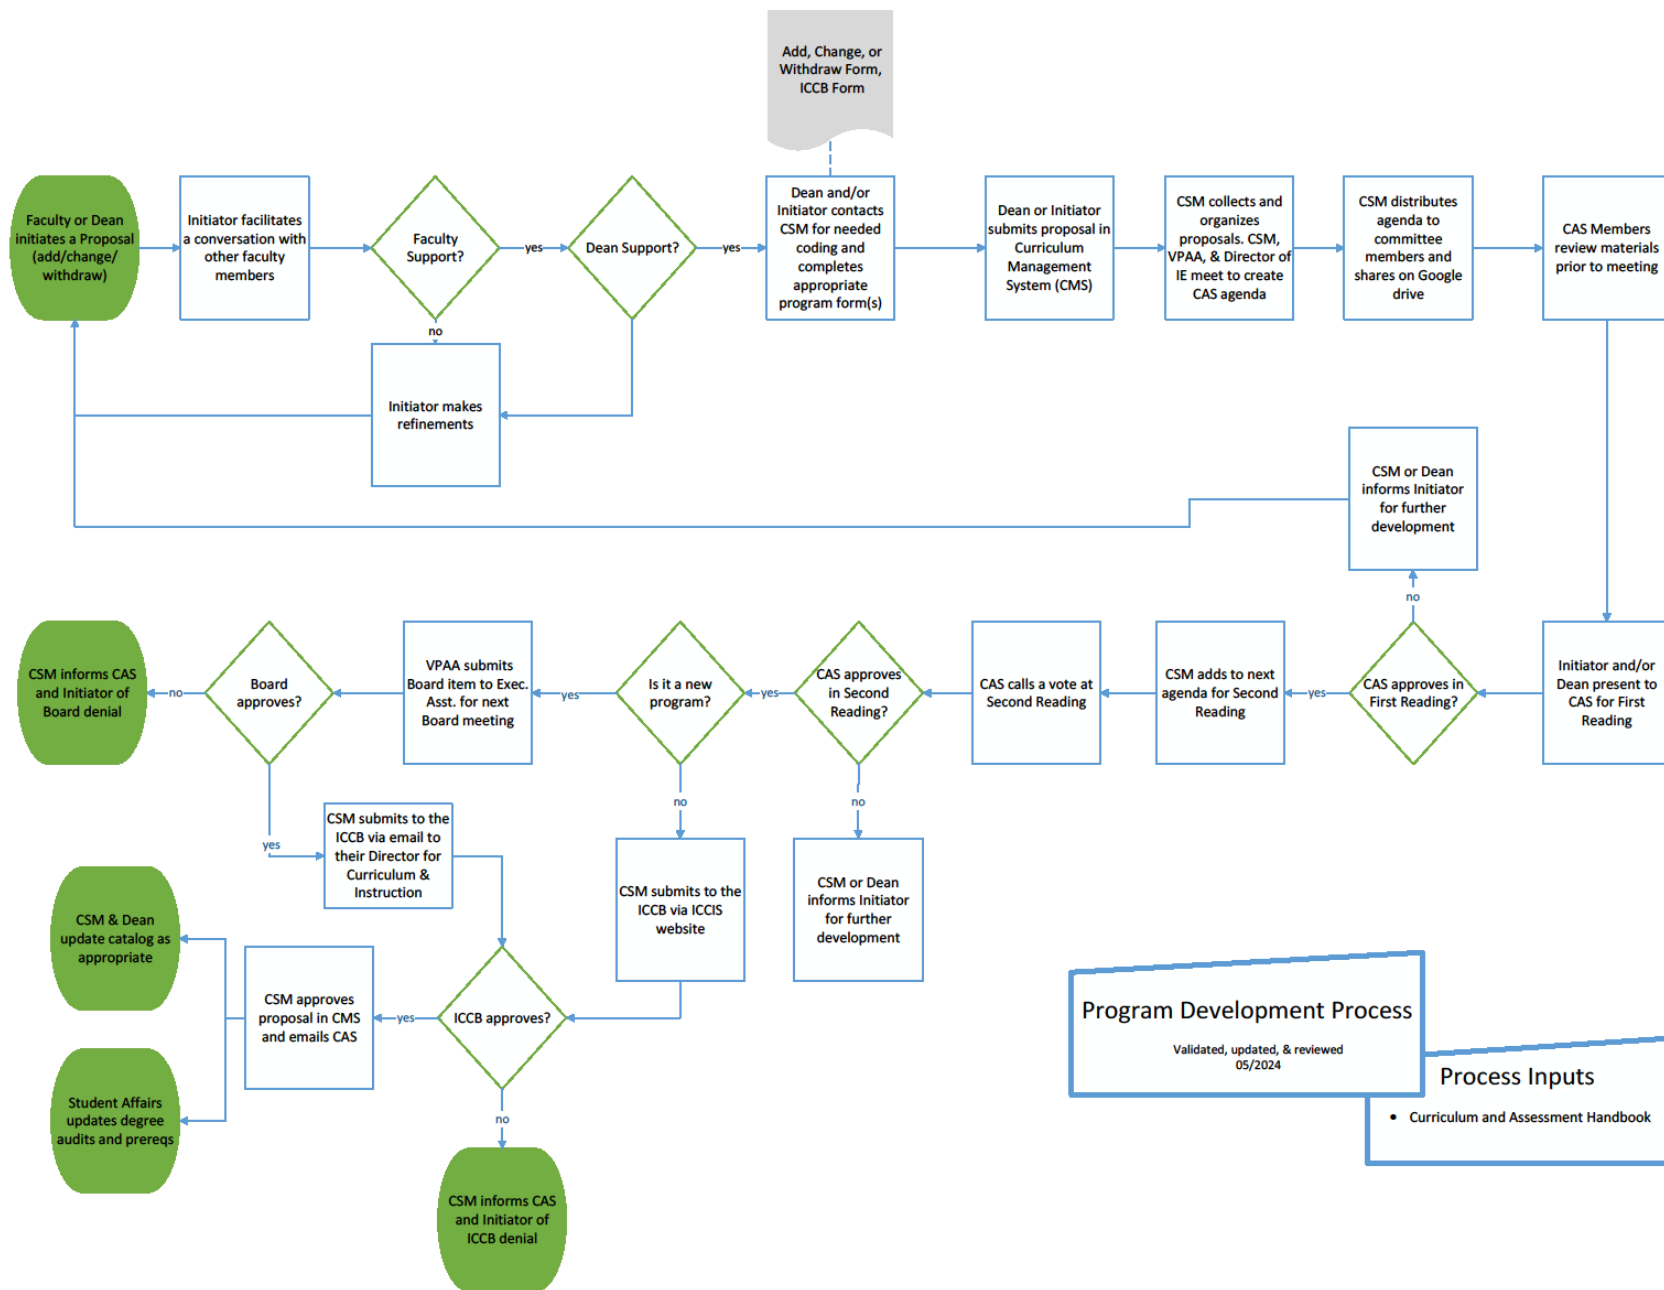 Add, Change, or
Withdraw Form,
ICCB Form
Faculty or Dean
initiates a Proposal
(add/change/
withdraw)
Initiator facilitates
a conversation with
other faculty
members
Faculty
Support?
yes
no
Dean Support?
yes
Dean and/or
Initiator contacts
CSM for needed
coding and
completes
appropriate
program form(s)
Dean or Initiator
submits proposal in
Curriculum
Management
System (CMS)
CSM collects and
organizes
proposals. CSM,
VPAA, & Director of
IE meet to create
CAS agenda
CSM distributes
agenda to
committee
members and
shares on Google
drive
CAS Members
review materials
prior to meeting
Initiator makes
refinements
CSM or Dean
informs Initiator
for further
development
no
Initiator and/or
Dean present to
CAS for First
Reading
CAS approves in
First Reading?
yes
CSM adds to next
agenda for Second
Reading
CAS calls a vote at
Second Reading
CAS approves
in Second
Reading?
yes
no
Is it a new
program?
yes
no
VPAA submits
Board item to Exec.
Asst. for next
Board meeting
Board
approves?
no
yes
CSM informs CAS
and Initiator of
Board denial
CSM submits to the
ICCB via email to
their Director for
Curriculum &
Instruction
CSM submits to the
ICCB via ICCIS
website
CSM or Dean
informs Initiator
for further
development
CSM & Dean
update catalog as
appropriate
CSM approves
proposal in CMS
and emails CAS
yes
ICCB approves?
no
Student Affairs
updates degree
audits and prereqs
CSM informs CAS
and Initiator of
ICCB denial
Program Development Process
Validated, updated, & reviewed
05/2024
Process Inputs
• Curriculum and Assessment Handbook